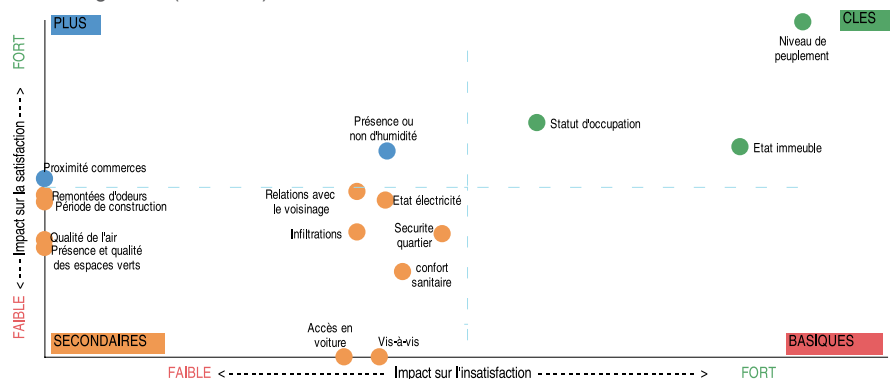 PLUS
CLES
Niveau de
peuplement
Présence ou
non d'humidité
Statut d'occupation
Etat immeuble
Proximité commerces
Remontées d'odeurs
Période de construction
Relations avec
le voisinage
Etat électricité
Infiltrations
Securite
quartier
Qualité de l'air
Présence et qualité
des espaces verts
confort
sanitaire
Accès en
voiture
Vis-à-vis
SECONDAIRES
BASIQUES
FAIBLE <---- Impact sur la satisfaction ----> FORT
FAIBLE <--------------- Impact sur l'insatisfaction ---------------> FORT